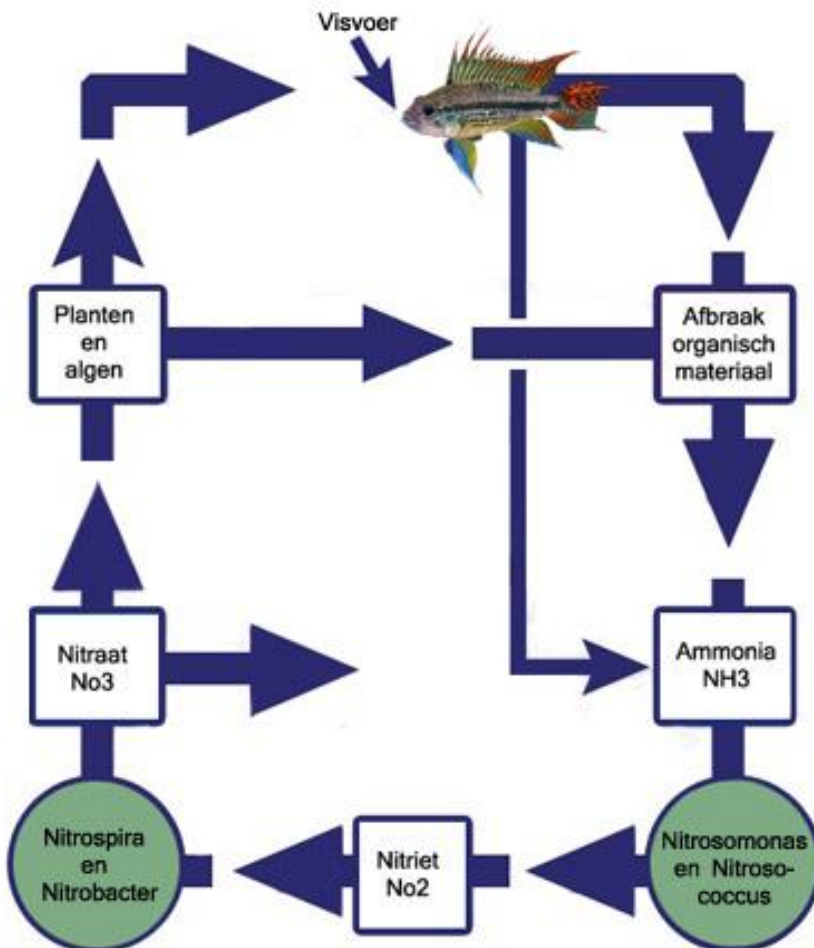 Visvoer
Planten
en
algen
Afbraak
organisch
materiaal
Nitraat
No3
Ammonia
NH3
Nitrospira
en
Nitrobacter
Nitriet
No2
Nitrosomonas
en Nitroso-
coccus